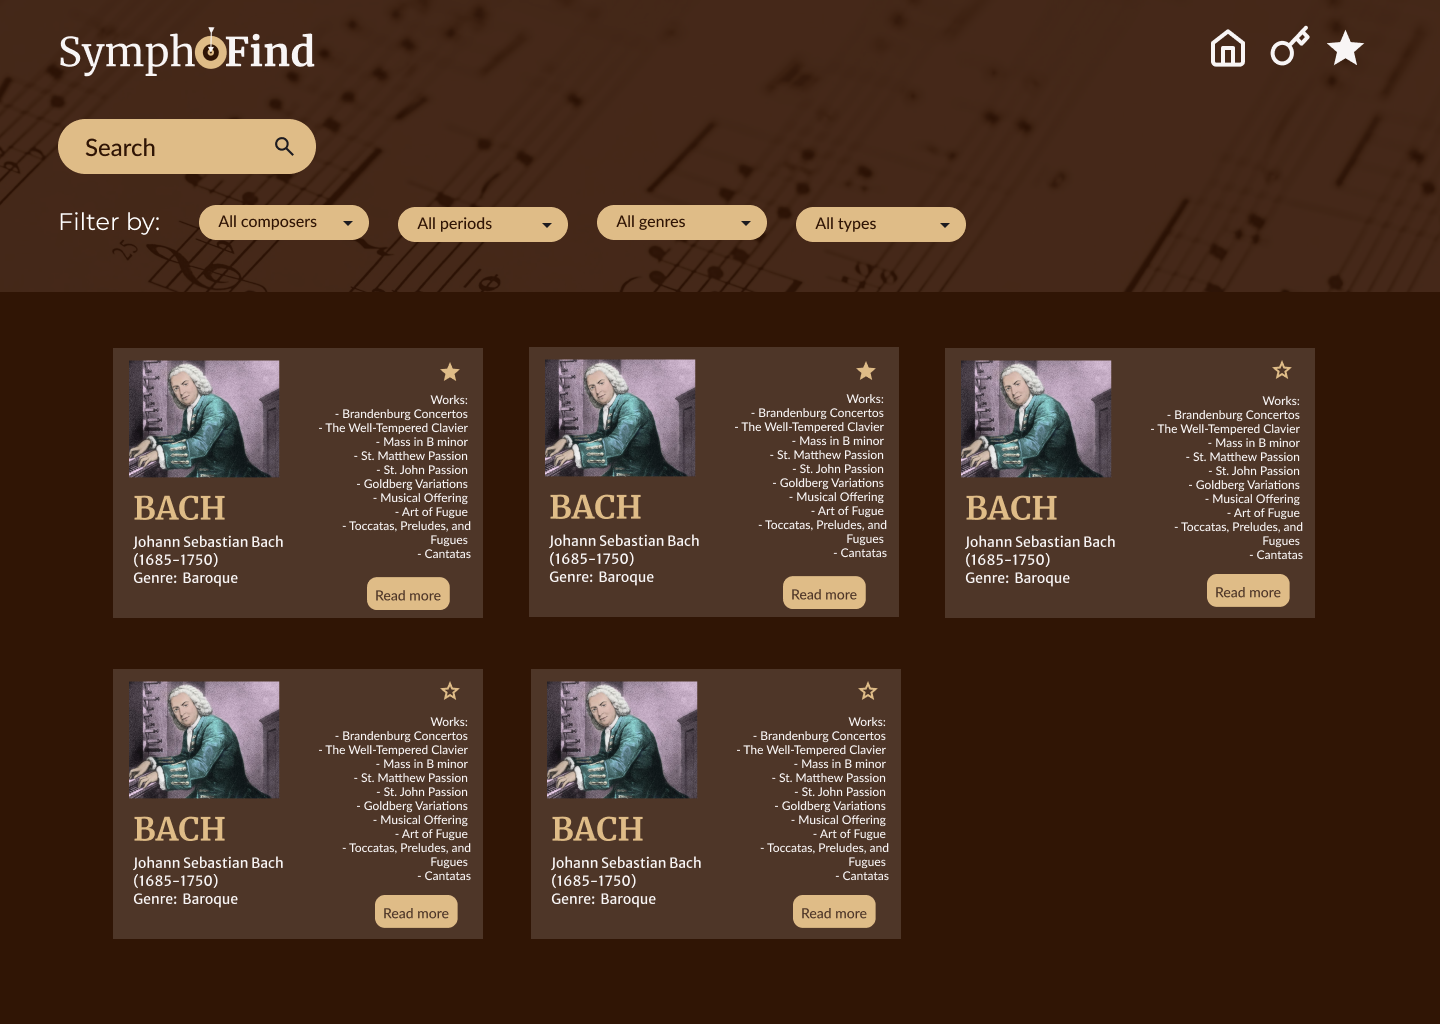 SymphoFind
Search
Filter by:
All composers
All periods
All genres
All types
Works:
- Brandenburg Concertos
- The Well-Tempered Clavier
- Mass in B minor
- St. Matthew Passion
- St. John Passion
- Goldberg Variations
- Musical Offering
- Art of Fugue
- Toccatas, Preludes, and
Fugues
- Cantatas
BACH
Johann Sebastian Bach
(1685-1750)
Genre: Baroque
Read more
Works:
- Brandenburg Concertos
- The Well-Tempered Clavier
- Mass in B minor
- St. Matthew Passion
- St. John Passion
- Goldberg Variations
- Musical Offering
- Art of Fugue
- Toccatas, Preludes, and
Fugues
- Cantatas
BACH
Johann Sebastian Bach
(1685-1750)
Genre: Baroque
Read more
Works:
- Brandenburg Concertos
- The Well-Tempered Clavier
- Mass in B minor
- St. Matthew Passion
- St. John Passion
- Goldberg Variations
- Musical Offering
- Art of Fugue
- Toccatas, Preludes, and
Fugues
- Cantatas
BACH
Johann Sebastian Bach
(1685-1750)
Genre: Baroque
Read more
Works:
- Brandenburg Concertos
- The Well-Tempered Clavier
- Mass in B minor
- St. Matthew Passion
- St. John Passion
- Goldberg Variations
- Musical Offering
- Art of Fugue
- Toccatas, Preludes, and
Fugues
- Cantatas
BACH
Johann Sebastian Bach
(1685-1750)
Genre: Baroque
Read more
Works:
- Brandenburg Concertos
- The Well-Tempered Clavier
- Mass in B minor
- St. Matthew Passion
- St. John Passion
- Goldberg Variations
- Musical Offering
- Art of Fugue
- Toccatas, Preludes, and
Fugues
- Cantatas
BACH
Johann Sebastian Bach
(1685-1750)
Genre: Baroque
Read more